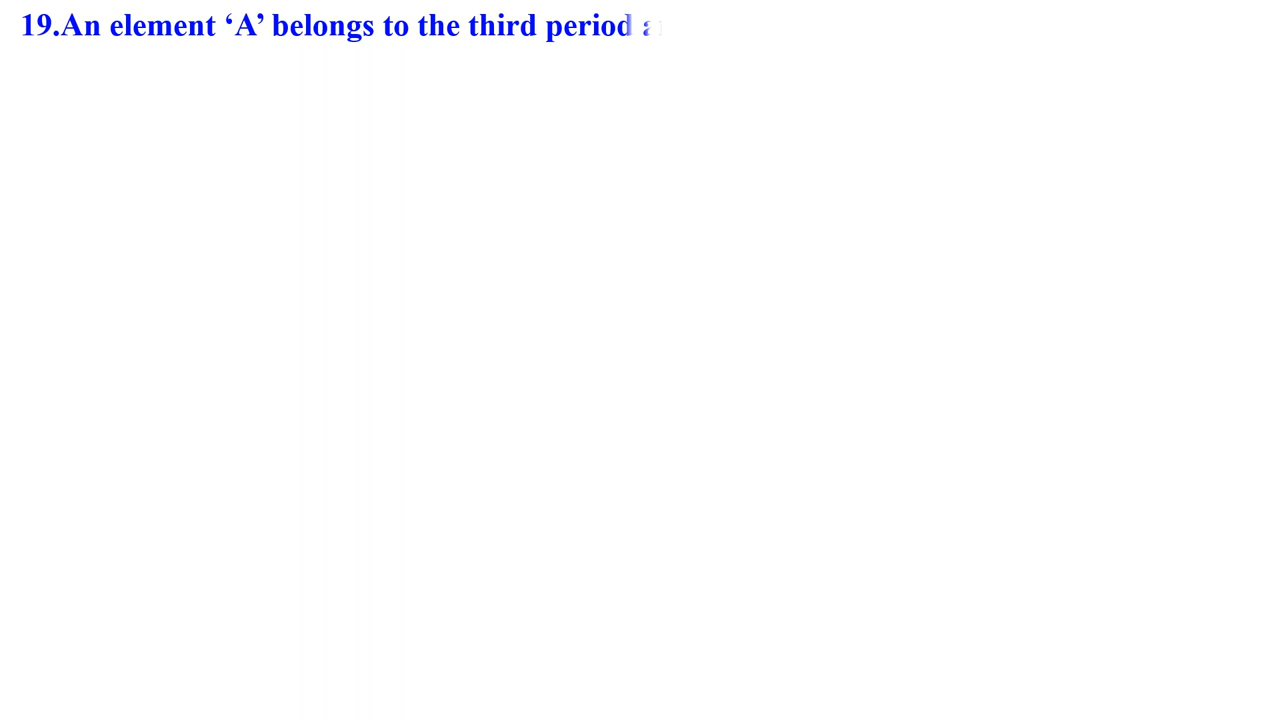 19.An element ‘A’ belongs to the third period